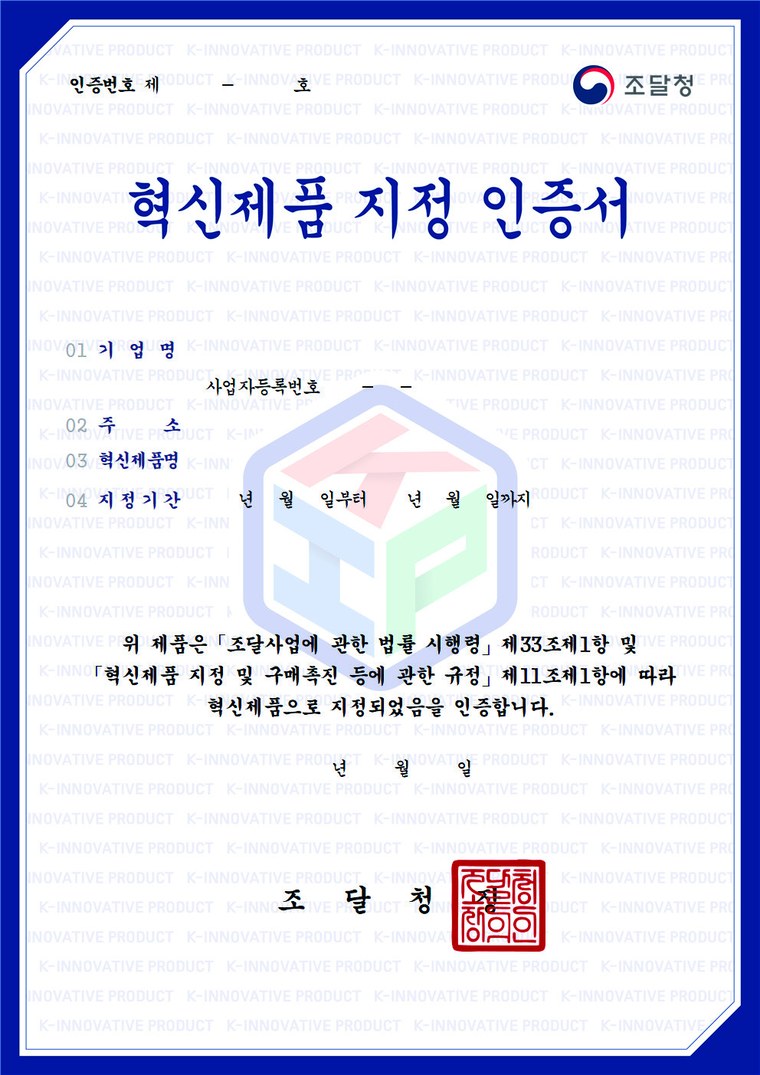 인증번호 제 – 호
조달청
혁신제품 지정 인증서
01 기 업 명
사업자등록번호 – –
02 주 소
03 혁신제품명
04 지정기간 년 월 일부터 년 월 일까지
위 제품은 「조달사업에 관한 법률 시행령」 제33조제1항 및
「혁신제품 지정 및 구매촉진 등에 관한 규정」 제11조제1항에 따라
혁신제품으로 지정되었음을 인증합니다.
년 월 일
조 달 청 장
K-INNOVATIVE PRODUCT
KIP